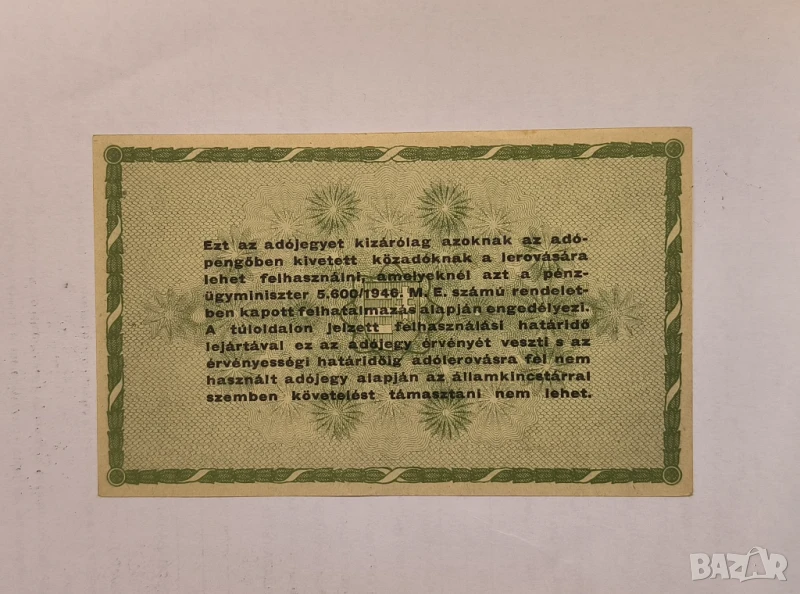 Ezt az adójegyet kizárólag azoknak az adó-
pengőben kivetett közadóknak a lerovására
lehet felhasználni, amelyeknél azt a pénz-
ügyminiszter 5.600/1946. M. E. számú rendelet-
ben kapott felhatalmazás alapján engedélyezi.
A túloldalon jelzett felhasználási határidő
lejártával ez az adójegy érvényét veszti s az
érvényességi határidőig adólerovásra fel nem
használt adójegy alapján az államkincstárral
szemben követelést támasztani nem lehet.
BAZAR